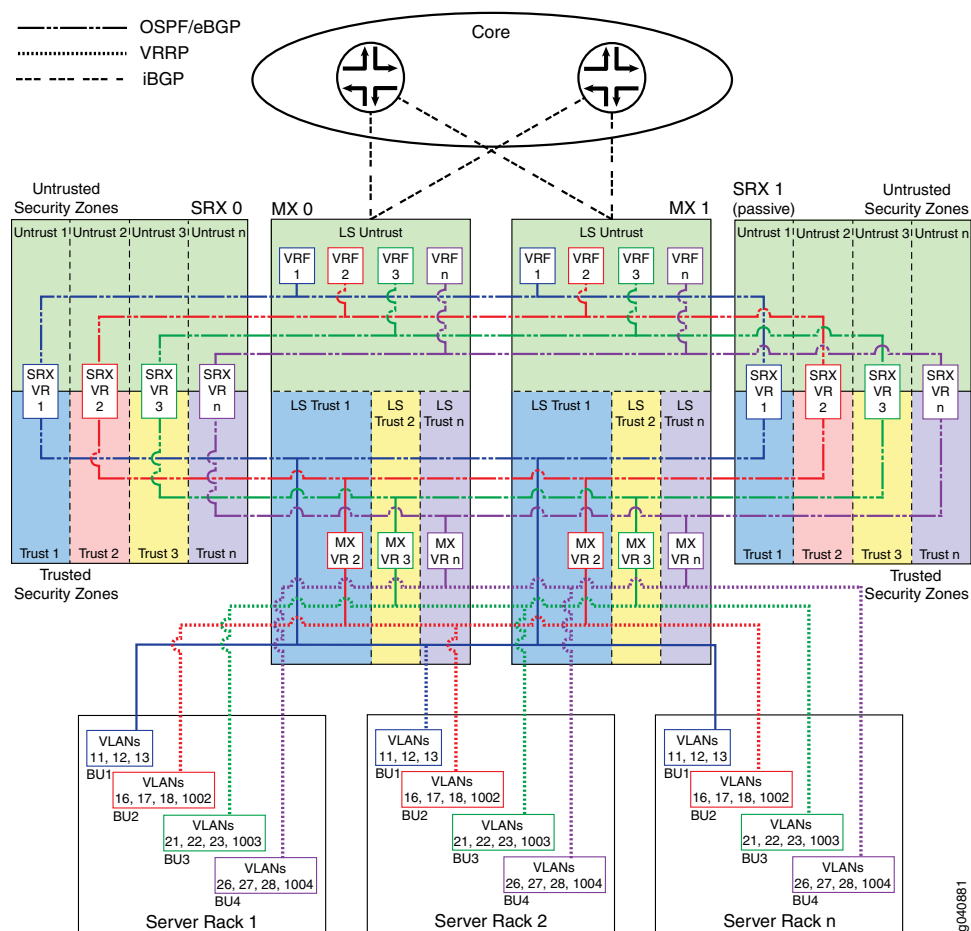 OSPF/eBGP
VRRP
iBGP
Core
Untrusted
Security Zones
SRX 0
MX 0
MX 1
SRX 1
(passive)
Untrusted
Security Zones
Untrust 1
Untrust 2
Untrust 3
Untrust n
LS Untrust
LS Untrust
Untrust 1
Untrust 2
Untrust 3
Untrust n
VRF
1
VRF
2
VRF
3
VRF
n
VRF
1
VRF
2
VRF
3
VRF
n
SRX
VR
1
SRX
VR
2
SRX
VR
3
SRX
VR
n
SRX
VR
1
SRX
VR
2
SRX
VR
3
SRX
VR
n
LS Trust 1
LS
Trust 2
LS
Trust n
LS Trust 1
LS
Trust 2
LS
Trust n
MX
VR 2
MX
VR 3
MX
VR n
MX
VR 2
MX
VR 3
MX
VR n
Trust 1
Trust 2
Trust 3
Trust n
Trust 1
Trust 2
Trust 3
Trust n
Trusted
Security Zones
Trusted
Security Zones
VLANs
11, 12, 13
BU1
VLANs
16, 17, 18, 1002
BU2
VLANs
21, 22, 23, 1003
BU3
VLANs
26, 27, 28, 1004
BU4
Server Rack 1
VLANs
11, 12, 13
BU1
VLANs
16, 17, 18, 1002
BU2
VLANs
21, 22, 23, 1003
BU3
VLANs
26, 27, 28, 1004
BU4
Server Rack 2
VLANs
11, 12, 13
BU1
VLANs
16, 17, 18, 1002
BU2
VLANs
21, 22, 23, 1003
BU3
VLANs
26, 27, 28, 1004
BU4
Server Rack n
g040881